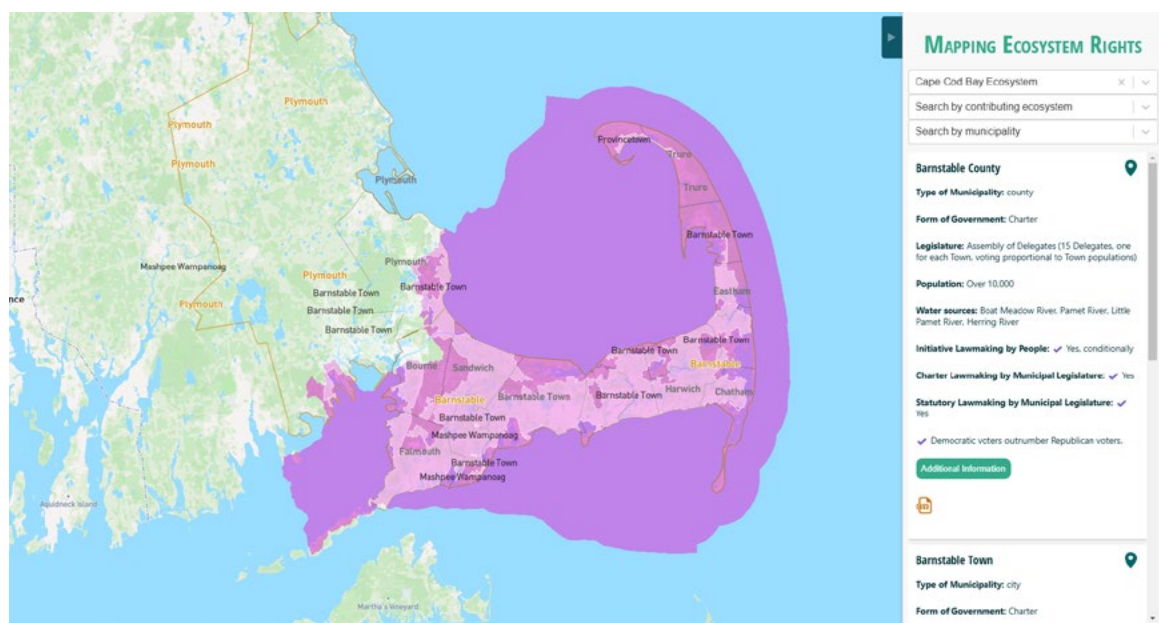 Plymouth
Plymouth
Plymouth
Provincetown
Truro
Plymouth
Truro
Barnstable Town
Mashpee Wampanoag
Plymouth
Plymouth
Barnstable Town
Barnstable Town
Eastham
nce
Plymouth
Barnstable Town
Barnstable Town
Barnstable Town
Barnstable Town
Bourne
Sandwich
Barnstable
Barnstable
Barnstable Town
Barnstable Town
Harwich
Chatham
Barnstable Town
Mashpee Wampanoag
Falmouth
Barnstable Town
Mashpee Wampanoag
Aquidneck Island
Martha's Vineyard
MAPPING ECOSYSTEM RIGHTS
Cape Cod Bay Ecosystem
Search by contributing ecosystem
Search by municipality
Barnstable County
Type of Municipality: county
Form of Government: Charter
Legislature: Assembly of Delegates (15 Delegates, one
for each Town, voting proportional to Town populations)
Population: Over 10,000
Water sources: Boat Meadow River, Pamet River, Little
Pamet River, Herring River
Initiative Lawmaking by People: ✓ Yes, conditionally
Charter Lawmaking by Municipal Legislature: ✓ Yes
Statutory Lawmaking by Municipal Legislature: ✓
Yes
✓ Democratic voters outrumber Republican voters.
Additional Information
Barnstable Town
Type of Municipality: city
Form of Government: Charter